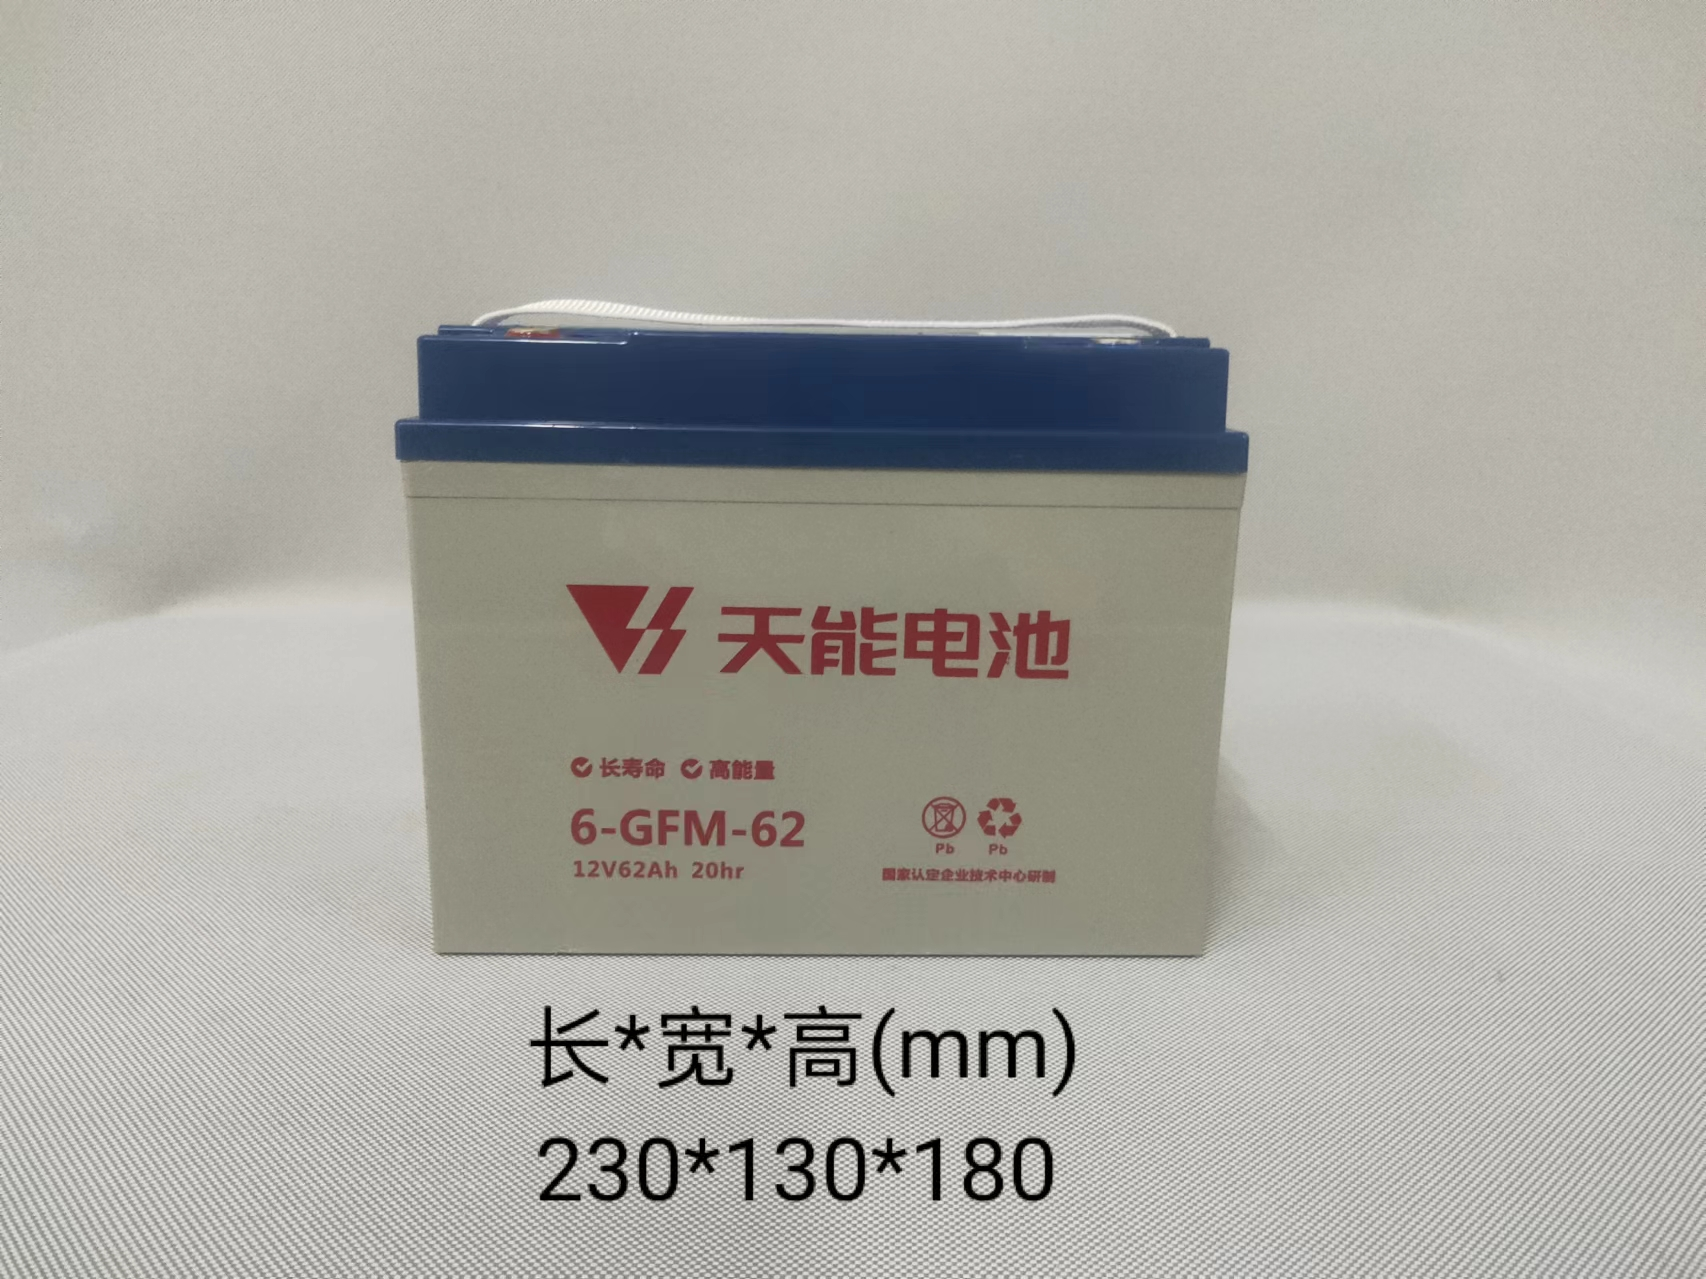 天能电池
长寿命 高能量
6-GFM-62
12V62Ah 20hr
Pb Pb
国家认定企业技术中心研制
长*宽*高(mm)
230*130*180